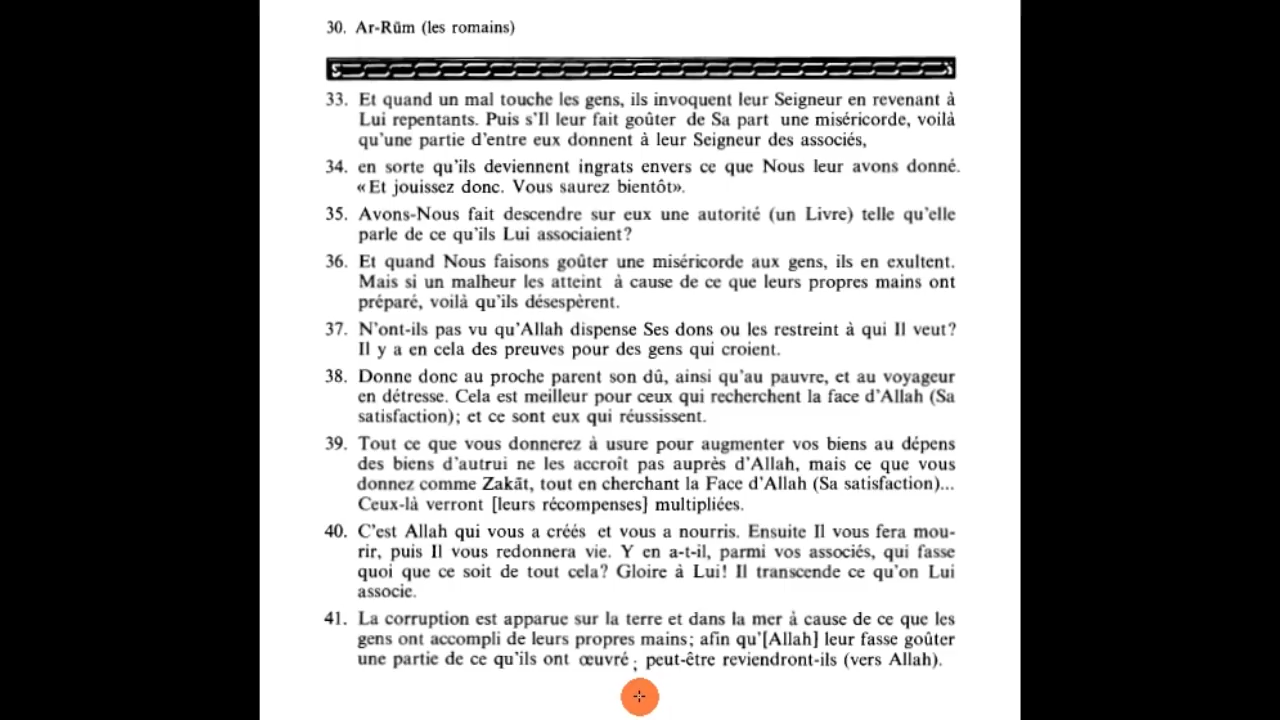 30. Ar-Rūm (les romains)
33. Et quand un mal touche les gens, ils invoquent leur Seigneur en revenant à
Lui repentants. Puis s'Il leur fait goûter de Sa part une miséricorde, voilà
qu'une partie d'entre eux donnent à leur Seigneur des associés,
34. en sorte qu'ils deviennent ingrats envers ce que Nous leur avons donné.
«Et jouissez donc. Vous saurez bientôt».
35. Avons-Nous fait descendre sur eux une autorité (un Livre) telle qu'elle
parle de ce qu'ils Lui associaient?
36. Et quand Nous faisons goûter une miséricorde aux gens, ils en exultent.
Mais si un malheur les atteint à cause de ce que leurs propres mains ont
préparé, voilà qu'ils désespèrent.
37. N'ont-ils pas vu qu'Allah dispense Ses dons ou les restreint à qui Il veut?
Il y a en cela des preuves pour des gens qui croient.
38. Donne donc au proche parent son dû, ainsi qu'au pauvre, et au voyageur
en détresse. Cela est meilleur pour ceux qui recherchent la face d'Allah (Sa
satisfaction); et ce sont eux qui réussissent.
39. Tout ce que vous donnerez à usure pour augmenter vos biens au dépens
des biens d'autrui ne les accroît pas auprès d'Allah, mais ce que vous
donnez comme Zakāt, tout en cherchant la Face d'Allah (Sa satisfaction)...
Ceux-là verront [leurs récompenses] multipliées.
40. C'est Allah qui vous a créés et vous a nourris. Ensuite Il vous fera mou-
rir, puis Il vous redonnera vie. Y en a-t-il, parmi vos associés, qui fasse
quoi que ce soit de tout cela? Gloire à Lui! Il transcende ce qu'on Lui
associe.
41. La corruption est apparue sur la terre et dans la mer à cause de ce que les
gens ont accompli de leurs propres mains; afin qu'[Allah] leur fasse goûter
une partie de ce qu'ils ont œuvré; peut-être reviendront-ils (vers Allah).